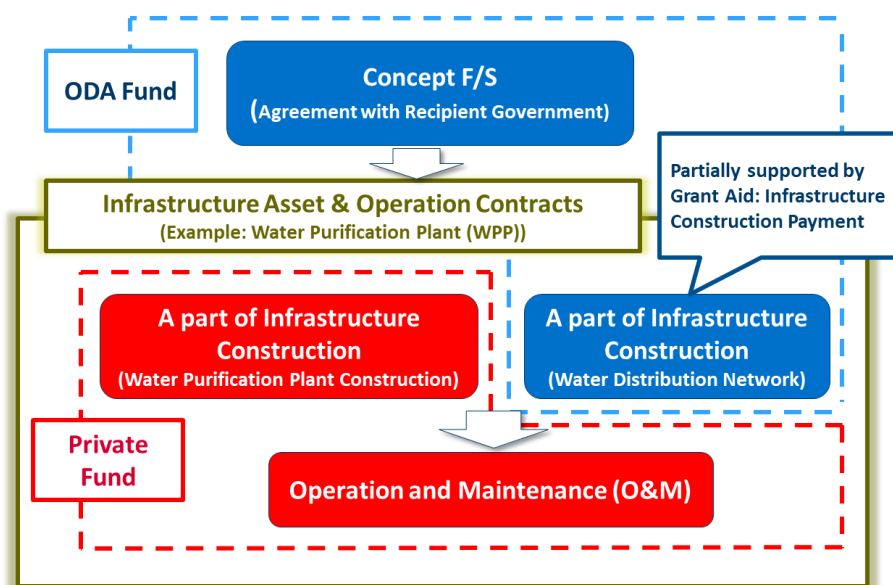 ODA Fund
Concept F/S
(Agreement with Recipient Government)
Partially supported by
Grant Aid: Infrastructure
Construction Payment
Infrastructure Asset & Operation Contracts
(Example: Water Purification Plant (WPP))
A part of Infrastructure
Construction
(Water Purification Plant Construction)
A part of Infrastructure
Construction
(Water Distribution Network)
Private
Fund
Operation and Maintenance (O&M)